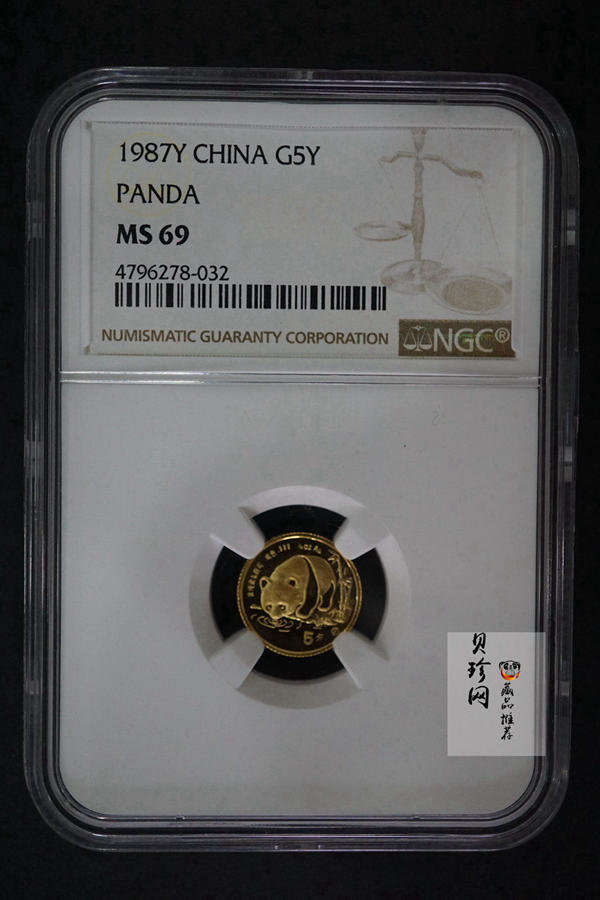 1987Y CHINA G5Y
PANDA
MS 69
4796278-032
NUMISMATIC GUARANTY CORPORATION
NGC®
5元
贝珍网
藏品推荐